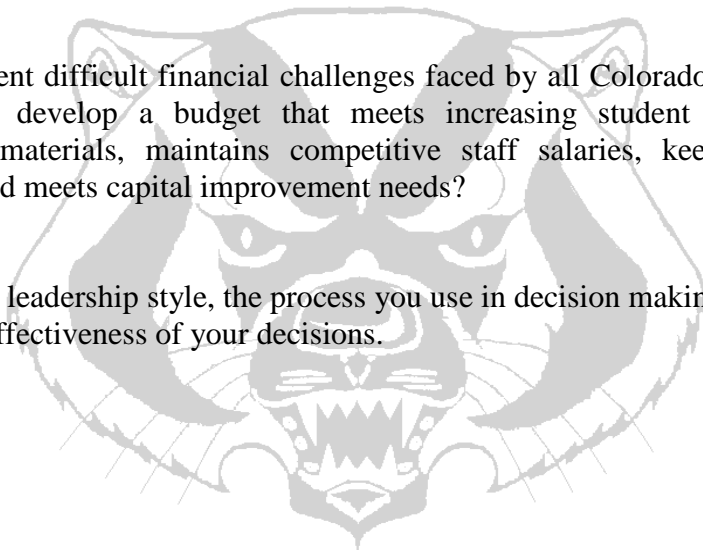 ent difficult financial challenges faced by all Colorado
develop a budget that meets increasing student
materials, maintains competitive staff salaries, kee
d meets capital improvement needs?
leadership style, the process you use in decision makin
ffectiveness of your decisions.